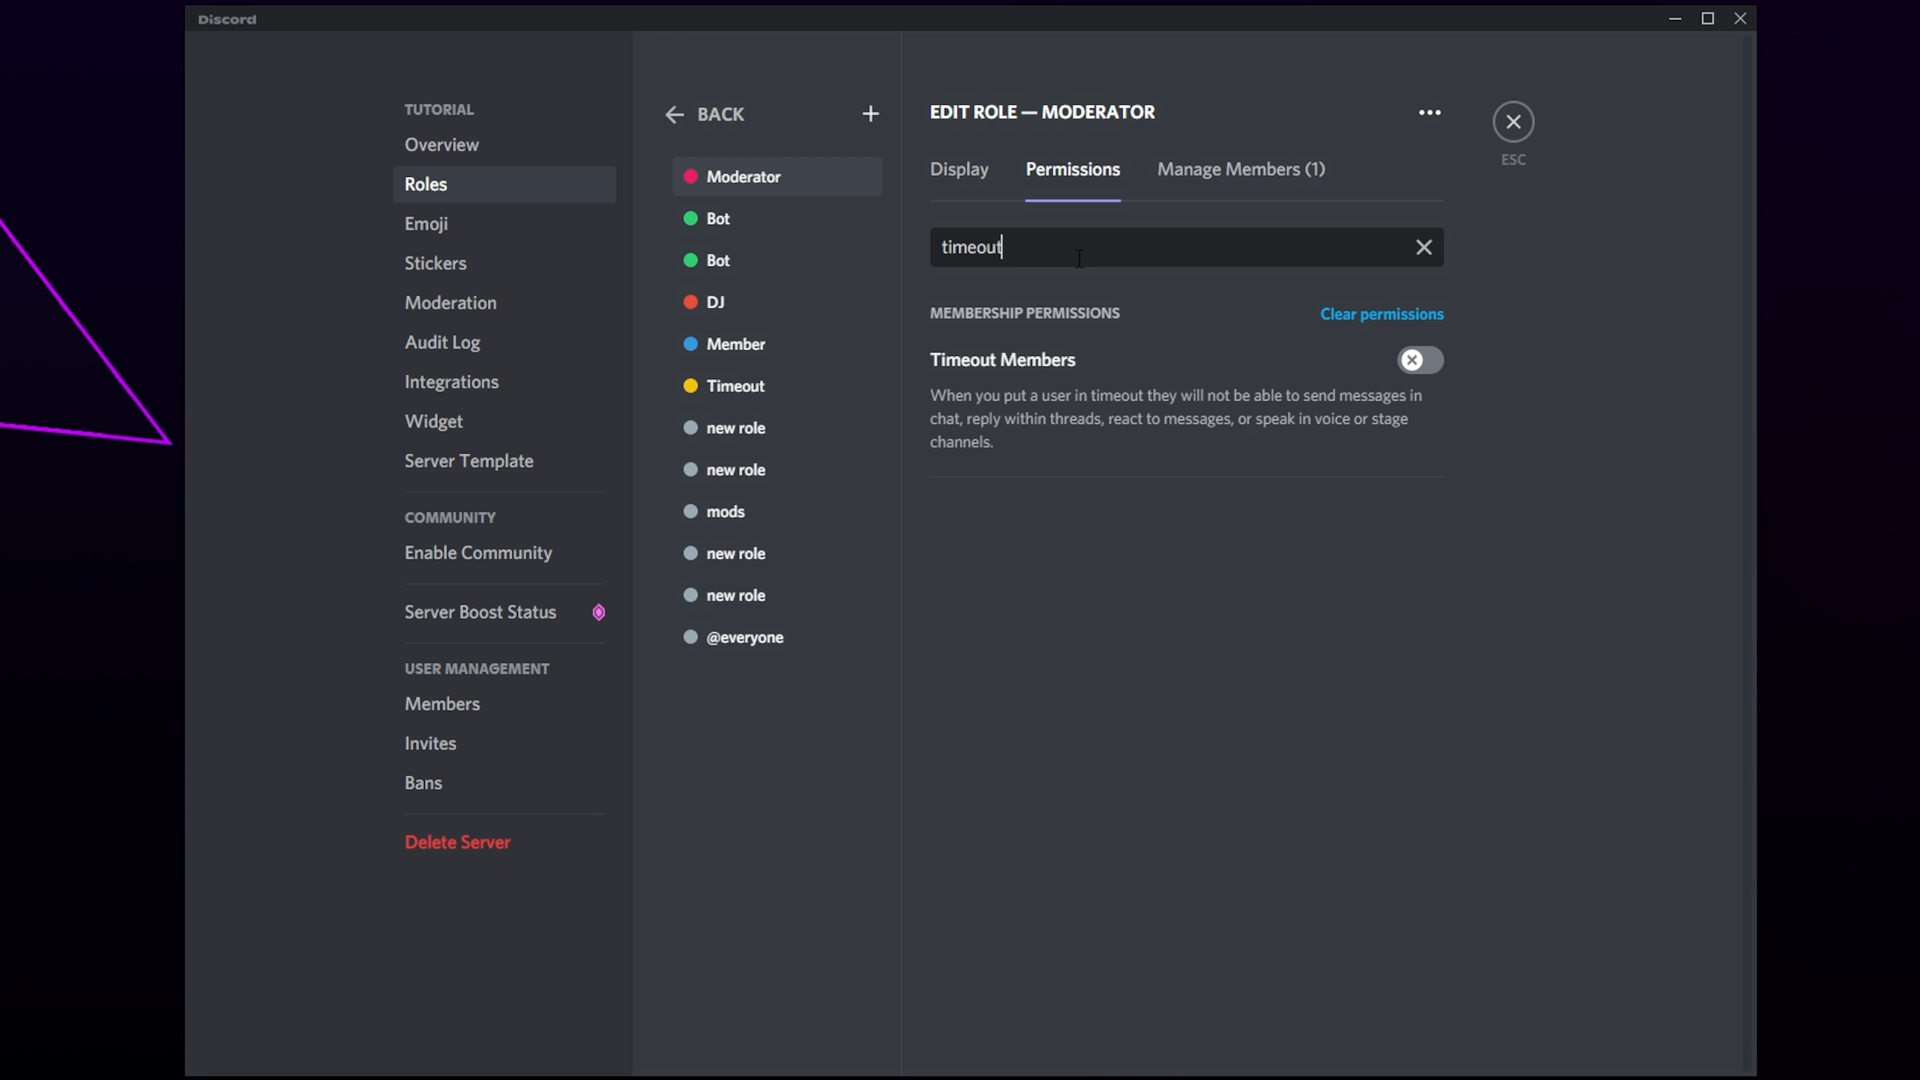 Discord
TUTORIAL
Overview
Roles
Emoji
Stickers
Moderation
Audit Log
Integrations
Widget
Server Template
COMMUNITY
Enable Community
Server Boost Status
USER MANAGEMENT
Members
Invites
Bans
Delete Server
BACK
Moderator
Bot
Bot
DJ
Member
Timeout
new role
new role
mods
new role
new role
@everyone
EDIT ROLE — MODERATOR
Display Permissions Manage Members (1)
timeout
MEMBERSHIP PERMISSIONS Clear permissions
Timeout Members
When you put a user in timeout they will not be able to send messages in
chat, reply within threads, react to messages, or speak in voice or stage
channels.
ESC